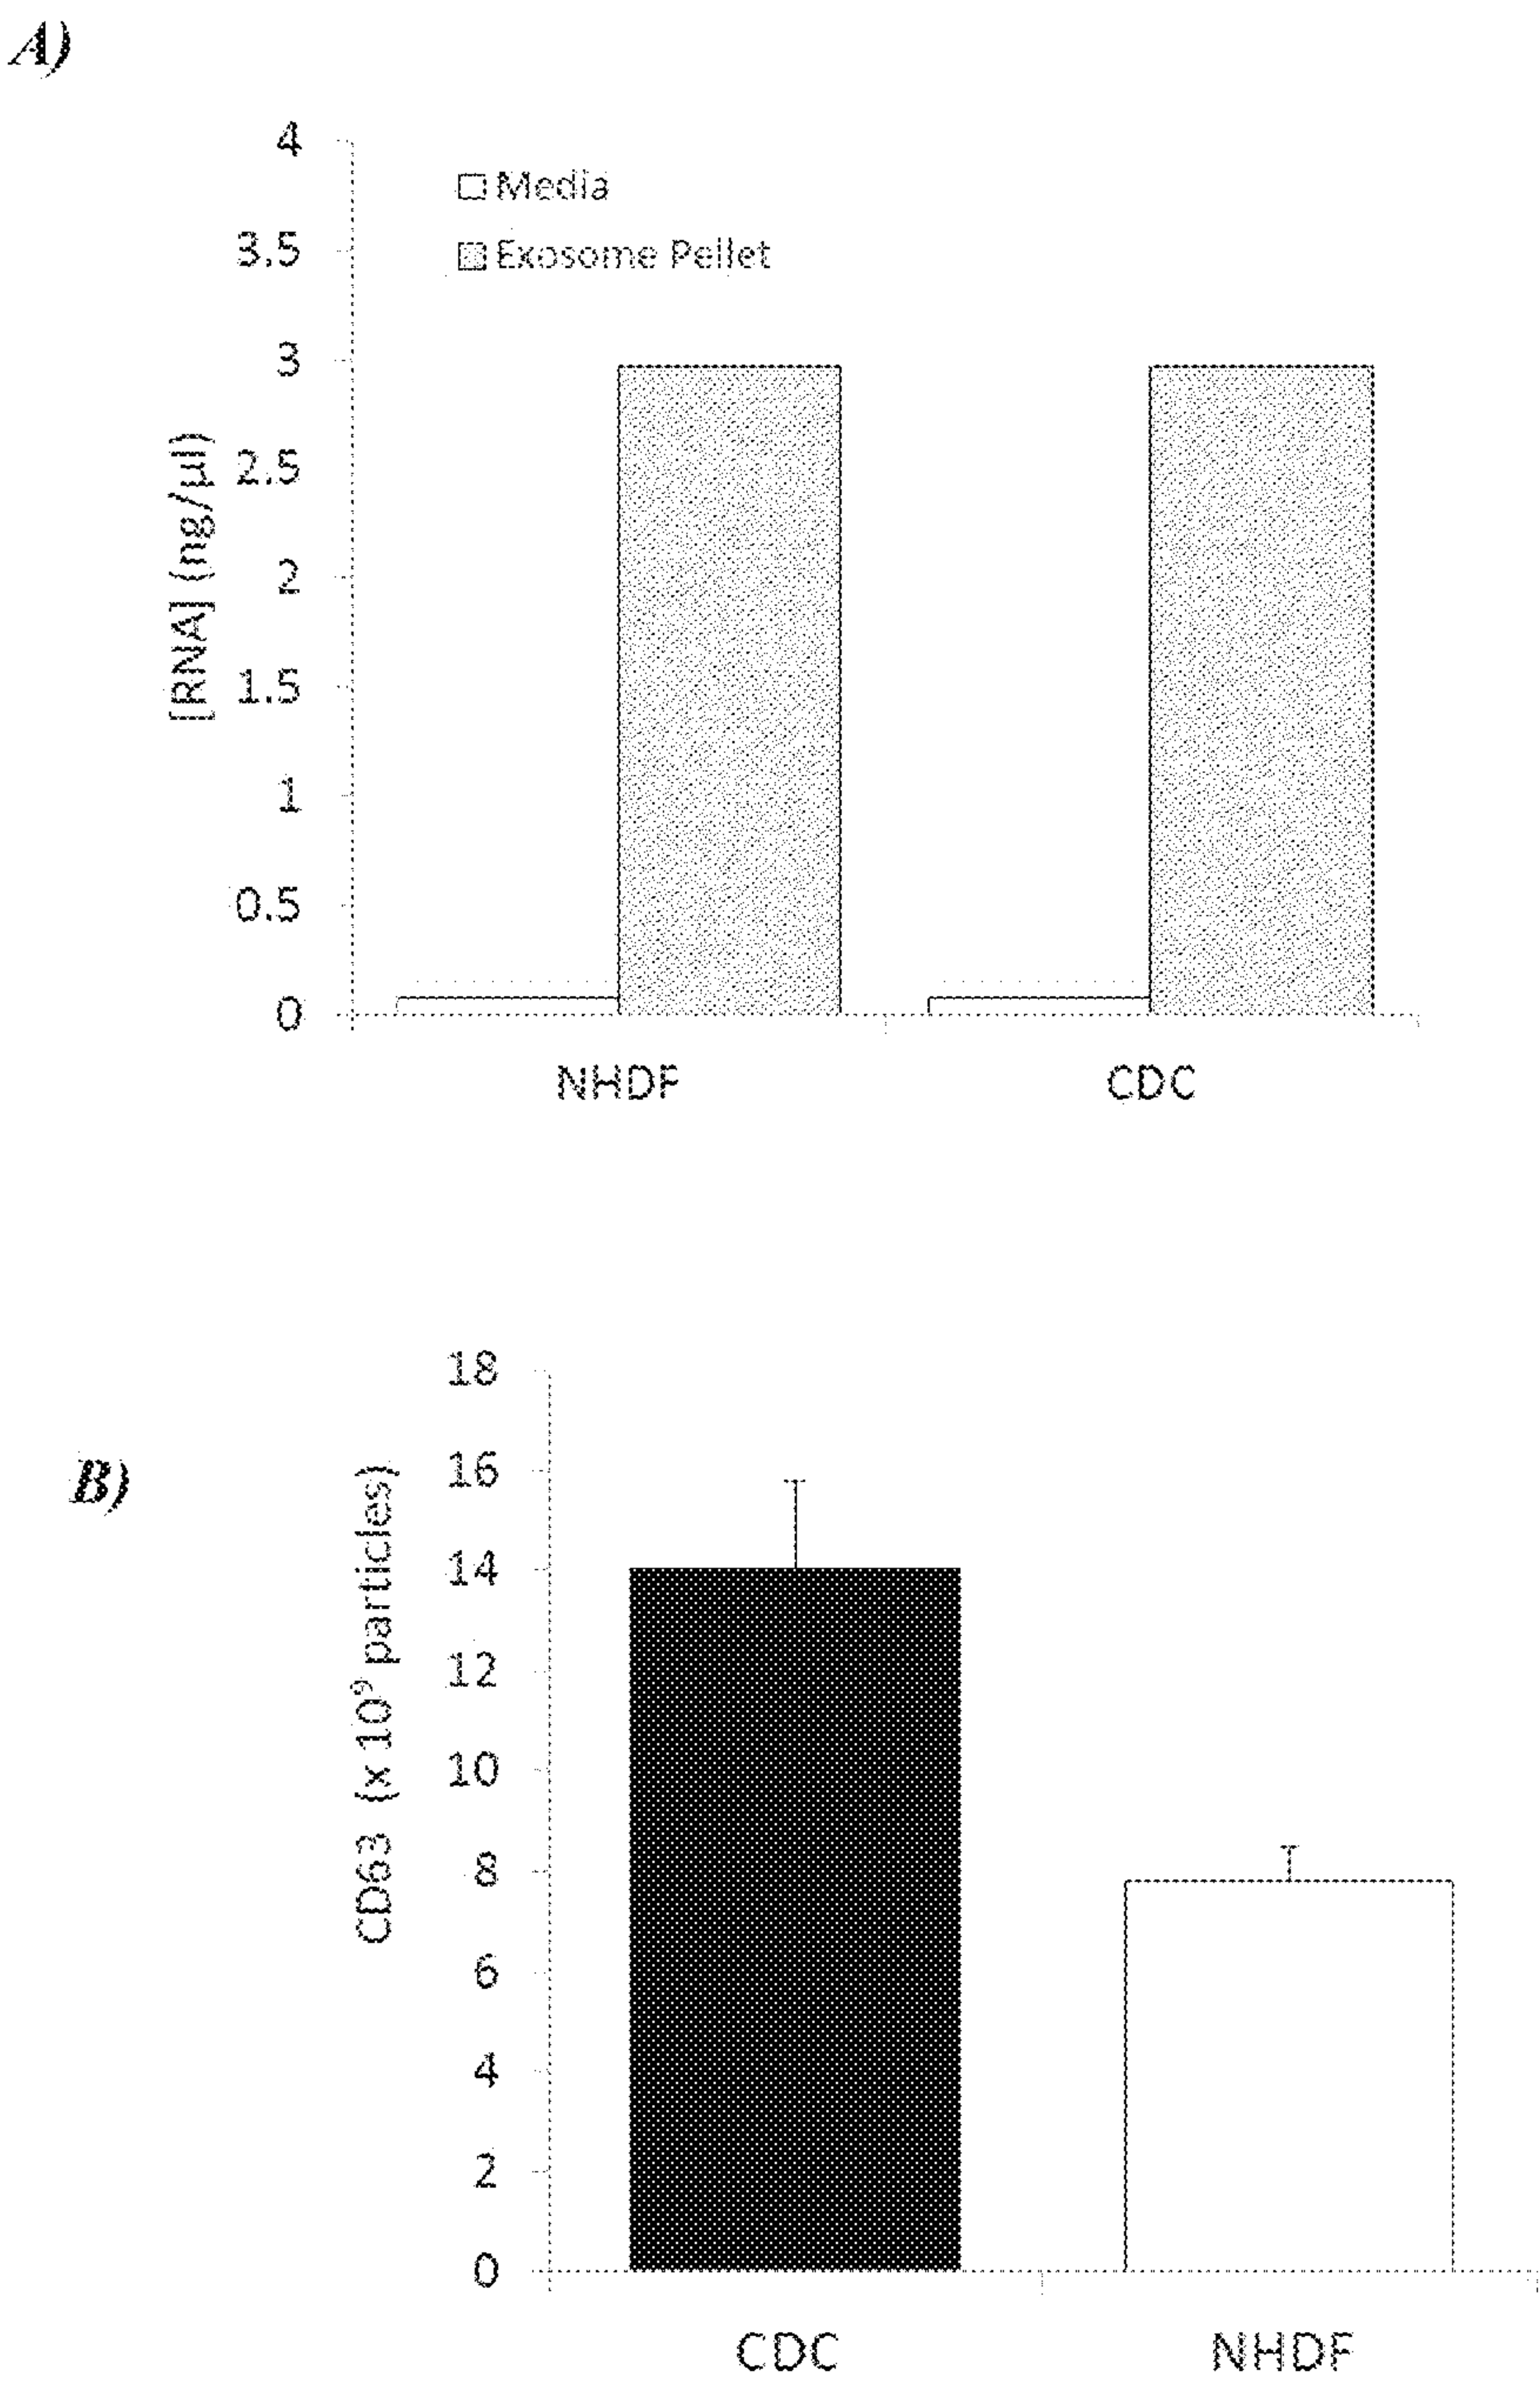 A)
4
3.5
3
2.5
2
1.5
1
0.5
0
[RNA] (ng/µl)
Media
Exosome Pellet
NHDF
CDC
B)
18
16
14
12
10
8
6
4
2
0
CD63 (x 10⁹ particles)
CDC
NHDF